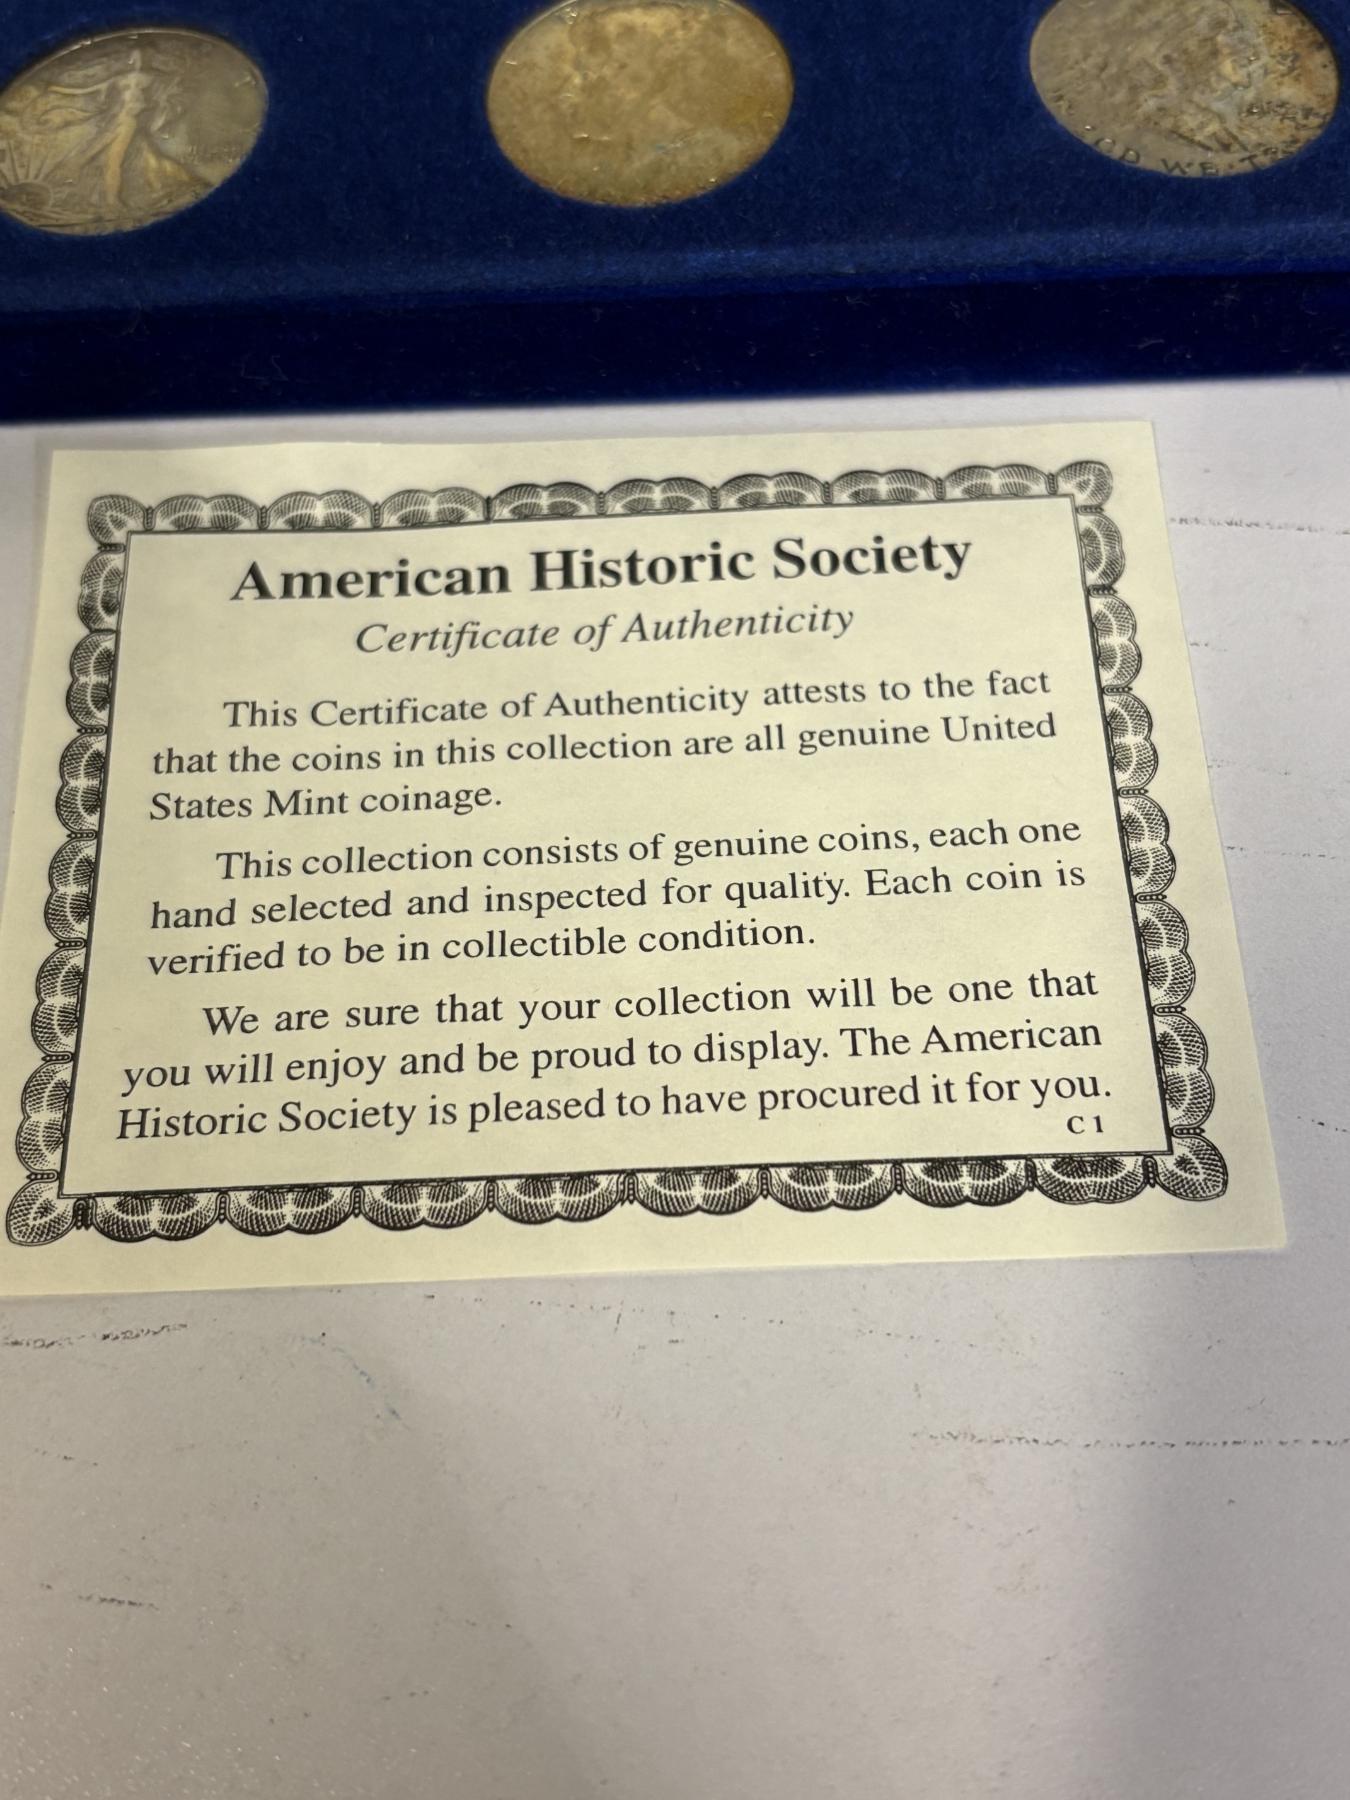 OD WE TR
American Historic Society
Certificate of Authenticity
This Certificate of Authenticity attests to the fact
that the coins in this collection are all genuine United
States Mint coinage.
This collection consists of genuine coins, each one
hand selected and inspected for quality. Each coin is
verified to be in collectible condition.
We are sure that your collection will be one that
you will enjoy and be proud to display. The American
Historic Society is pleased to have procured it for you.
C 1